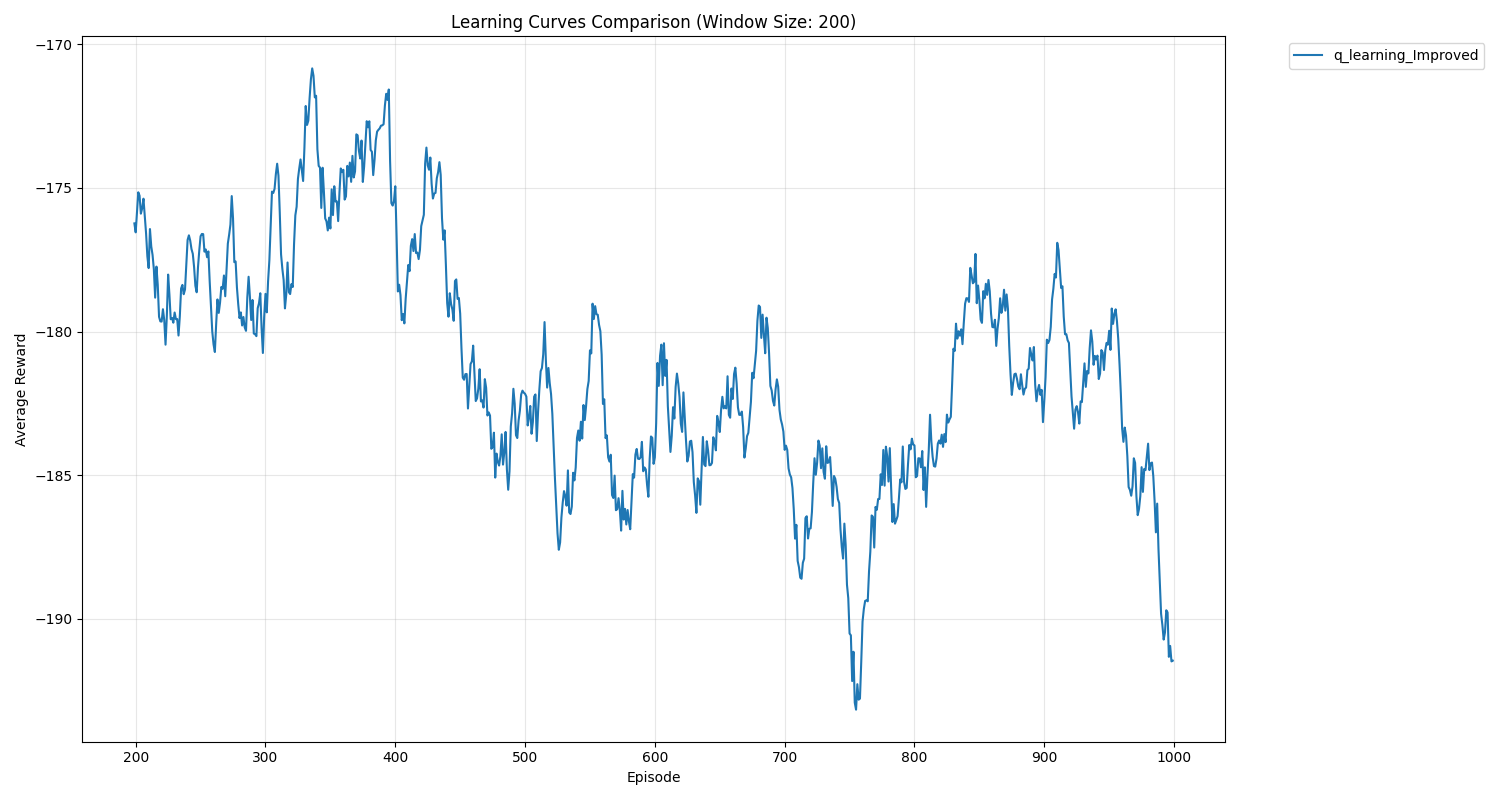 Learning Curves Comparison (Window Size: 200)
q_learning_Improved
Average Reward
−170
−175
−180
−185
−190
200 300 400 500 600 700 800 900 1000
Episode